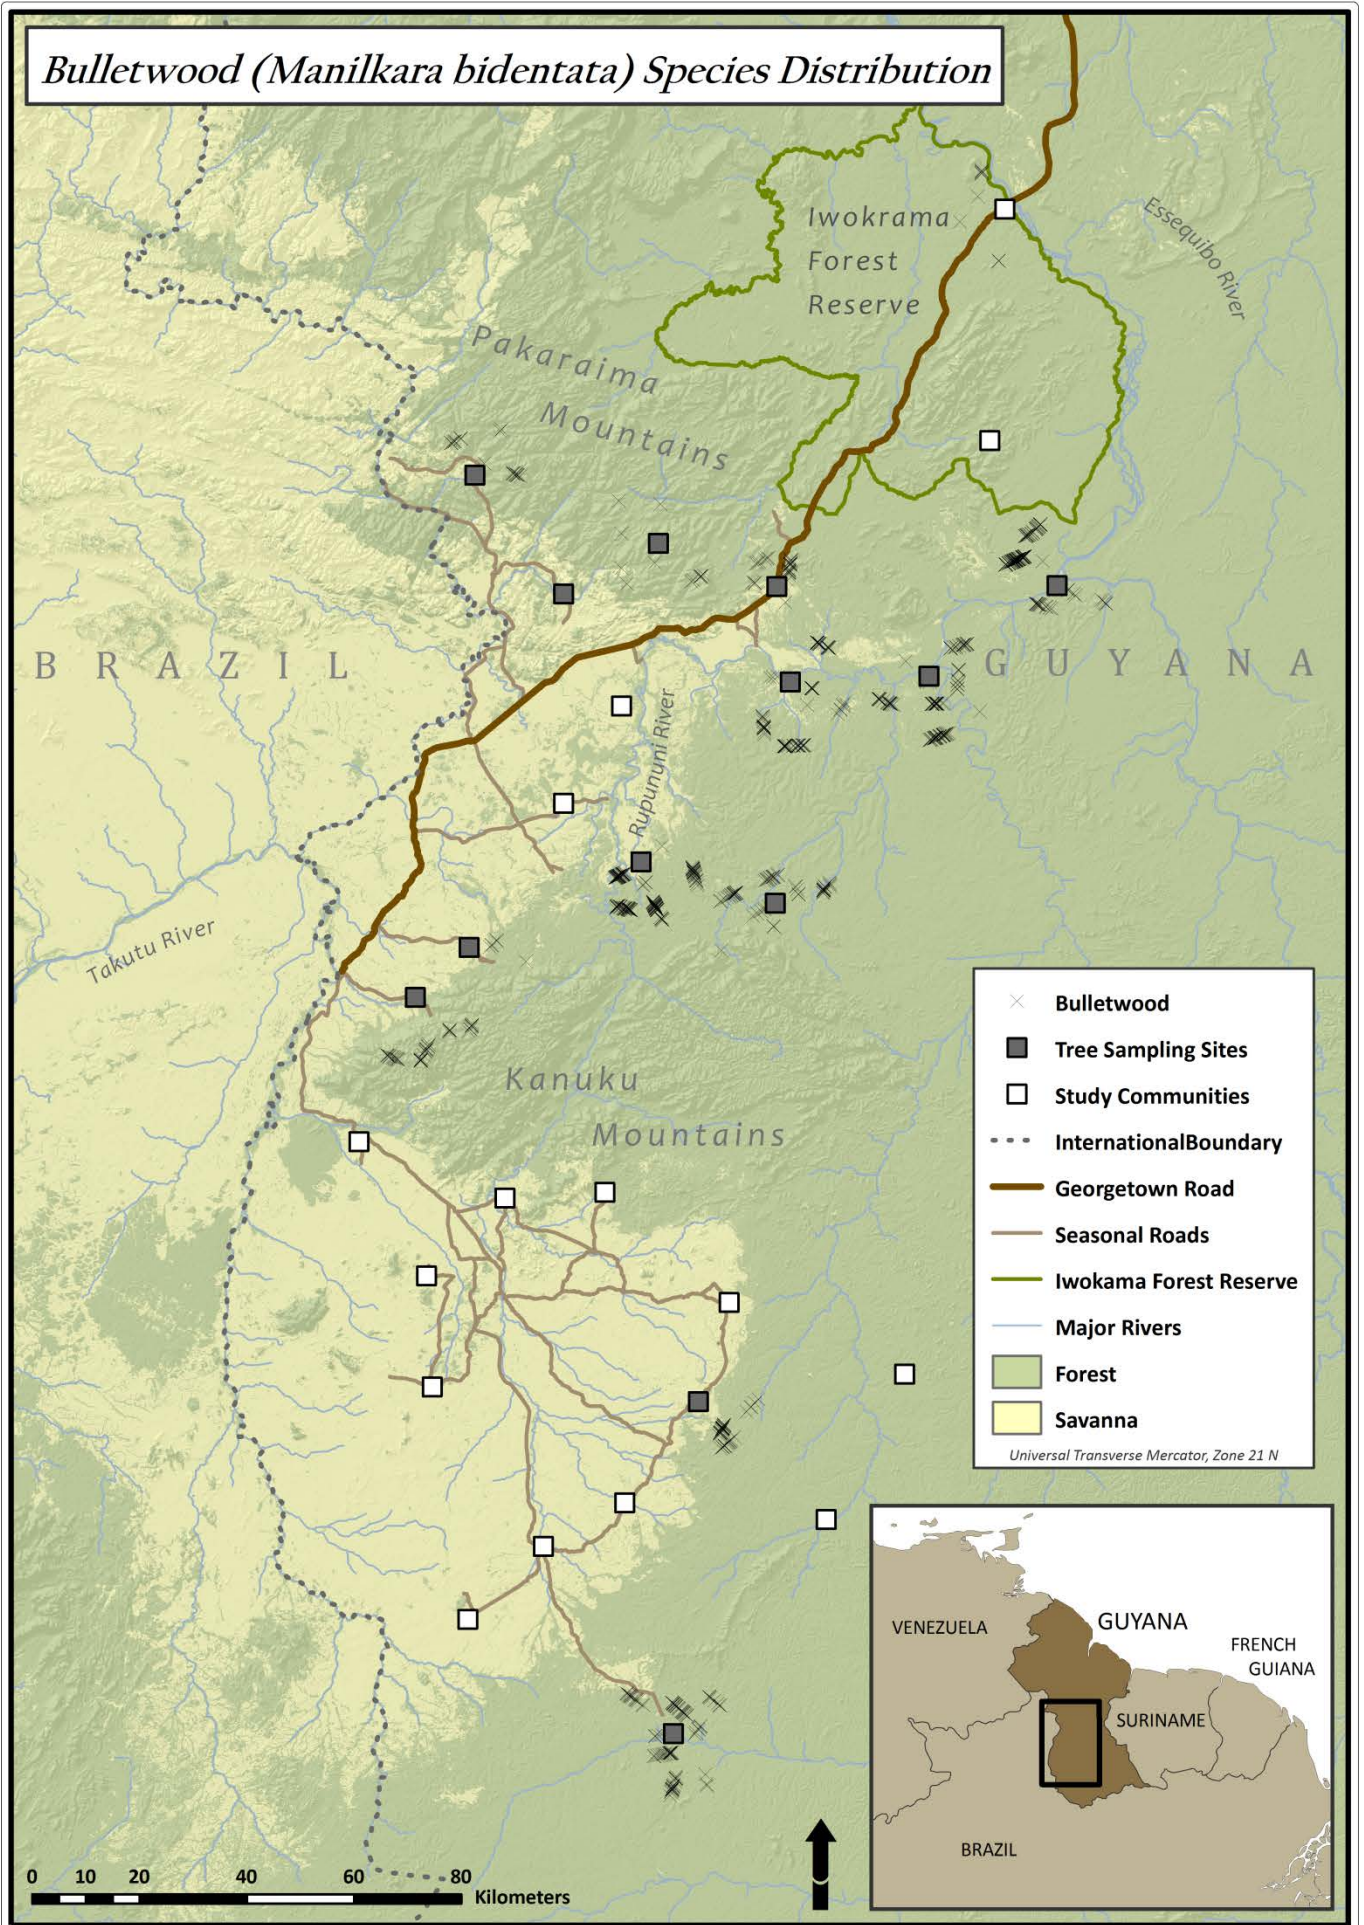 Bulletwood (Manilkara bidentata) Species Distribution
Iwokrama
Forest
Reserve
Essequibo River
Pakaraima
Mountains
BRAZIL
GUYANA
Rupununi River
Takutu River
Kanuku
Mountains
Bulletwood
Tree Sampling Sites
Study Communities
InternationalBoundary
Georgetown Road
Seasonal Roads
Iwokama Forest Reserve
Major Rivers
Forest
Savanna
Universal Transverse Mercator, Zone 21 N
VENEZUELA
GUYANA
FRENCH
GUIANA
SURINAME
BRAZIL
0 10 20 40 60 80
Kilometers